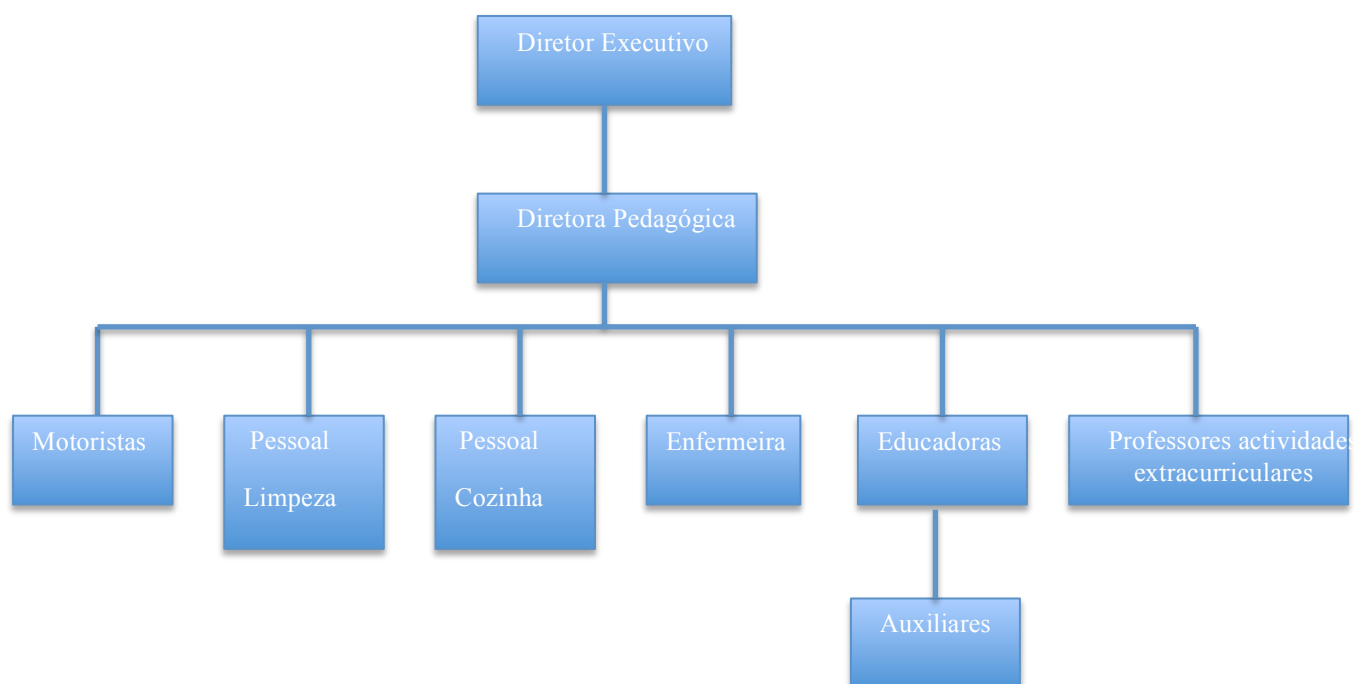 Diretor Executivo
Diretora Pedagógica
Motoristas
Pessoal
Limpeza
Pessoal
Cozinha
Enfermeira
Educadoras
Professores actividades
extracurriculares
Auxiliares